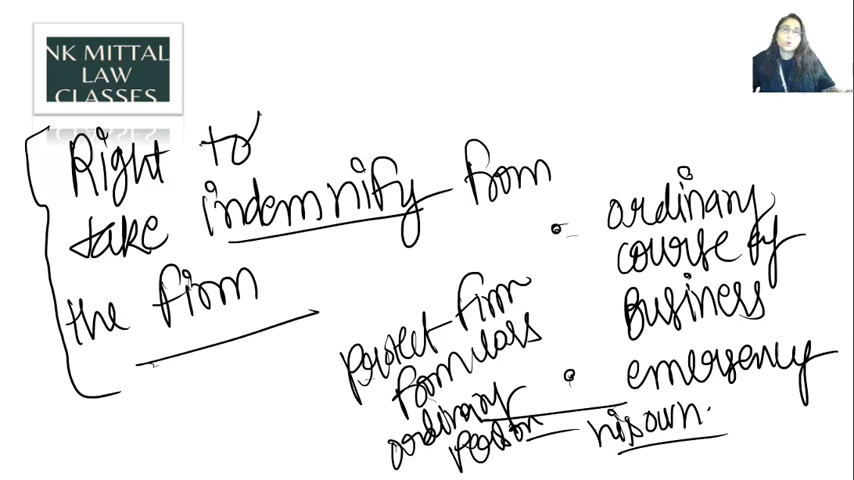 NK MITTAL
LAW
CLASSES
Right to
take indemnify from
the firm
• ordinary
course of
Business
protect firm
from loss
ordinary
person
• emergency
his own.